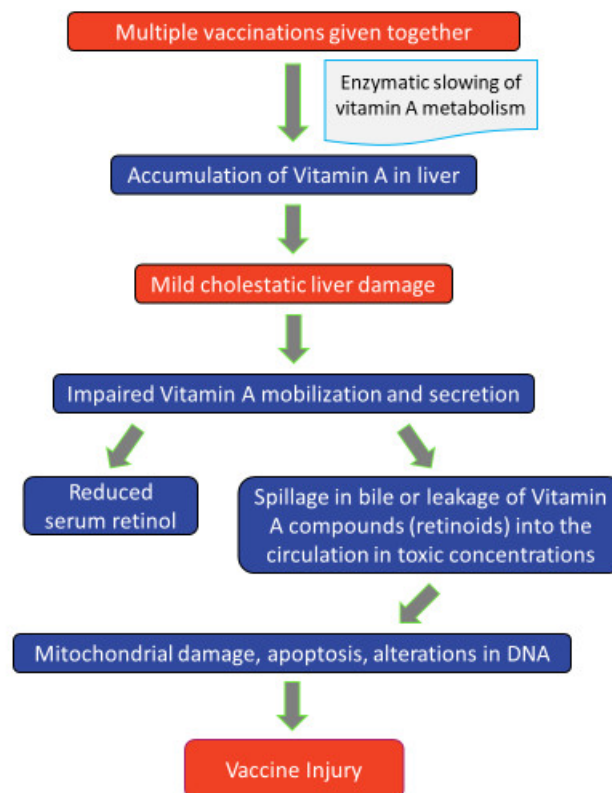 Multiple vaccinations given together
Enzymatic slowing of
vitamin A metabolism
Accumulation of Vitamin A in liver
Mild cholestatic liver damage
Impaired Vitamin A mobilization and secretion
Reduced
serum retinol
Spillage in bile or leakage of Vitamin
A compounds (retinoids) into the
circulation in toxic concentrations
Mitochondrial damage, apoptosis, alterations in DNA
Vaccine Injury